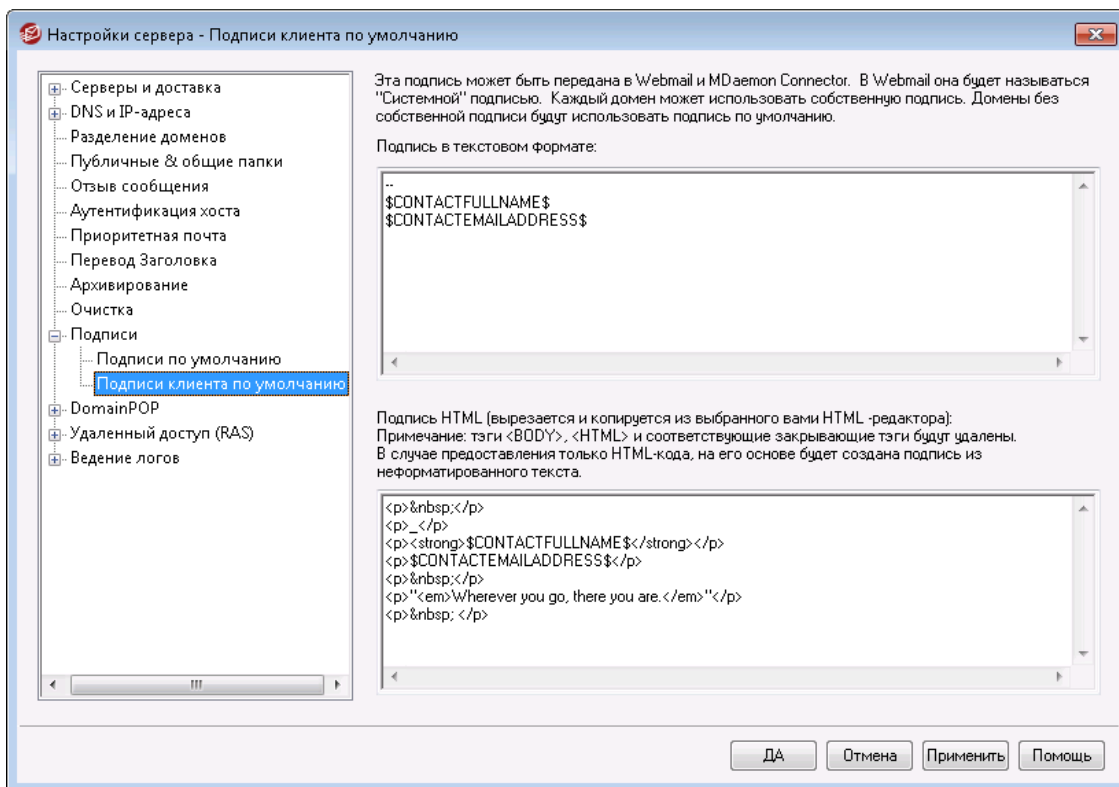 Настройки сервера - Подписи клиента по умолчанию
Серверы и доставка
DNS и IP-адреса
Разделение доменов
Публичные & общие папки
Отзыв сообщения
Аутентификация хоста
Приоритетная почта
Перевод Заголовка
Архивирование
Очистка
Подписи
Подписи по умолчанию
Подписи клиента по умолчанию
DomainPOP
Удаленный доступ (RAS)
Ведение логов
Эта подпись может быть передана в Webmail и MDaemon Connector. В Webmail она будет называться
"Системной" подписью. Каждый домен может использовать собственную подпись. Домены без
собственной подписи будут использовать подпись по умолчанию.
Подпись в текстовом формате:
--
$CONTACTFULLNAME$
$CONTACTEMAILADDRESS$
Подпись HTML (вырезается и копируется из выбранного вами HTML -редактора):
Примечание: тэги <BODY>, <HTML> и соответствующие закрывающие тэги будут удалены.
В случае предоставления только HTML-кода, на его основе будет создана подпись из
неформатированного текста.
<p>&nbsp;</p>
<p>_</p>
<p><strong>$CONTACTFULLNAME$</strong></p>
<p>$CONTACTEMAILADDRESS$</p>
<p>&nbsp;</p>
<p>"<em>Wherever you go, there you are.</em>"</p>
<p>&nbsp; </p>
ДА
Отмена
Применить
Помощь